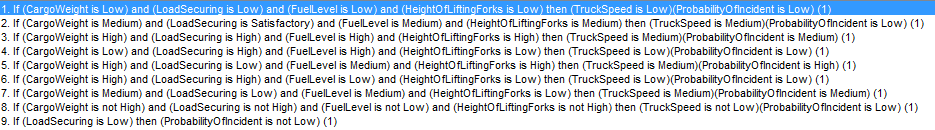 1. If (CargoWeight is Low) and (LoadSecuring is Low) and (FuelLevel is Low) and (HeightOfLiftingForks is Low) then (TruckSpeed is Low)(ProbabilityOfIncident is Low) (1)
2. If (CargoWeight is Medium) and (LoadSecuring is Satisfactory) and (FuelLevel is Medium) and (HeightOfLiftingForks is Medium) then (TruckSpeed is Medium)(ProbabilityOfIncident is Low) (1)
3. If (CargoWeight is High) and (LoadSecuring is High) and (FuelLevel is High) and (HeightOfLiftingForks is High) then (TruckSpeed is Medium)(ProbabilityOfIncident is Medium) (1)
4. If (CargoWeight is Low) and (LoadSecuring is High) and (FuelLevel is Low) and (HeightOfLiftingForks is Low) then (TruckSpeed is Low)(ProbabilityOfIncident is Low) (1)
5. If (CargoWeight is High) and (LoadSecuring is Low) and (FuelLevel is Medium) and (HeightOfLiftingForks is High) then (TruckSpeed is Medium)(ProbabilityOfIncident is High) (1)
6. If (CargoWeight is High) and (LoadSecuring is High) and (FuelLevel is Low) and (HeightOfLiftingForks is Low) then (TruckSpeed is Medium)(ProbabilityOfIncident is Low) (1)
7. If (CargoWeight is Medium) and (LoadSecuring is Low) and (FuelLevel is Medium) and (HeightOfLiftingForks is Low) then (TruckSpeed is Medium)(ProbabilityOfIncident is Medium) (1)
8. If (CargoWeight is not High) and (LoadSecuring is not High) and (FuelLevel is not Low) and (HeightOfLiftingForks is not High) then (TruckSpeed is not Low)(ProbabilityOfIncident is Low) (1)
9. If (LoadSecuring is Low) then (ProbabilityOfIncident is not Low) (1)